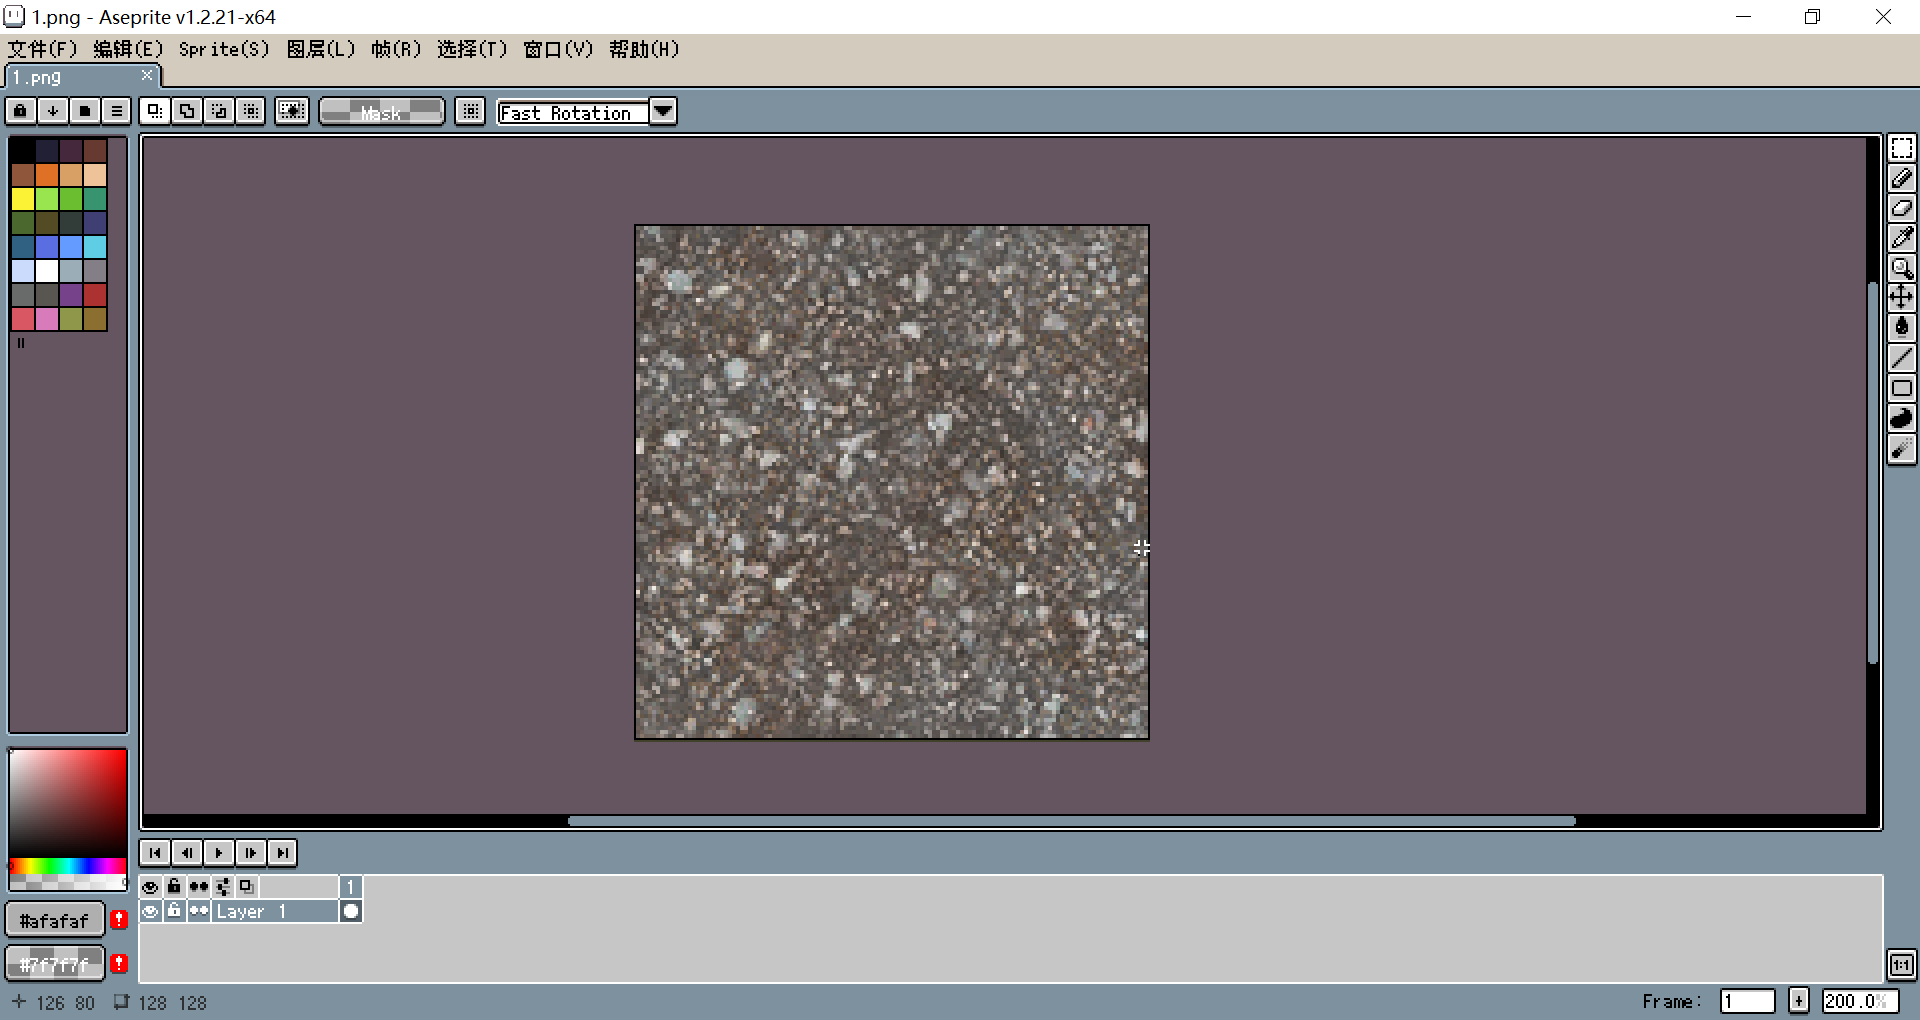 1.png - Aseprite v1.2.21-x64
文件(F) 编辑(E) Sprite(S) 图层(L) 帧(R) 选择(T) 窗口(V) 帮助(H)
1.png
Mask Fast Rotation
1
Layer 1
#afafaf
#7f7f7f
1:1
126 80 128 128 Frame: 1 + 200.0%